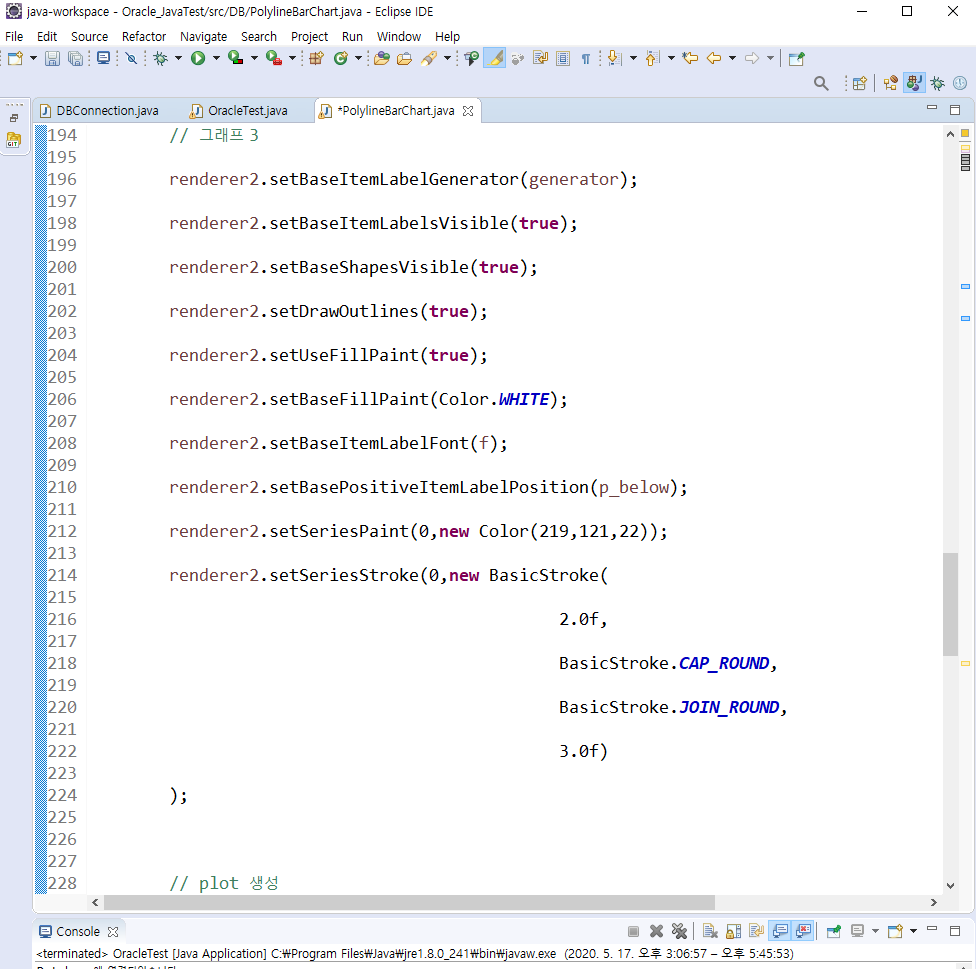 java-workspace - Oracle_JavaTest/src/DB/PolylineBarChart.java - Eclipse IDE
File Edit Source Refactor Navigate Search Project Run Window Help
DBConnection.java OracleTest.java *PolylineBarChart.java
GIT
194 // 그래프 3
195
196 renderer2.setBaseItemLabelGenerator(generator);
197
198 renderer2.setBaseItemLabelsVisible(true);
199
200 renderer2.setBaseShapesVisible(true);
201
202 renderer2.setDrawOutlines(true);
203
204 renderer2.setUseFillPaint(true);
205
206 renderer2.setBaseFillPaint(Color.WHITE);
207
208 renderer2.setBaseItemLabelFont(f);
209
210 renderer2.setBasePositiveItemLabelPosition(p_below);
211
212 renderer2.setSeriesPaint(0,new Color(219,121,22));
213
214 renderer2.setSeriesStroke(0,new BasicStroke(
215
216 2.0f,
217
218 BasicStroke.CAP_ROUND,
219
220 BasicStroke.JOIN_ROUND,
221
222 3.0f)
223
224 );
225
226
227
228 // plot 생성
Console
<terminated> OracleTest [Java Application] C:₩Program Files₩Java₩jre1.8.0_241₩bin₩javaw.exe (2020. 5. 17. 오후 3:06:57 – 오후 5:45:53)